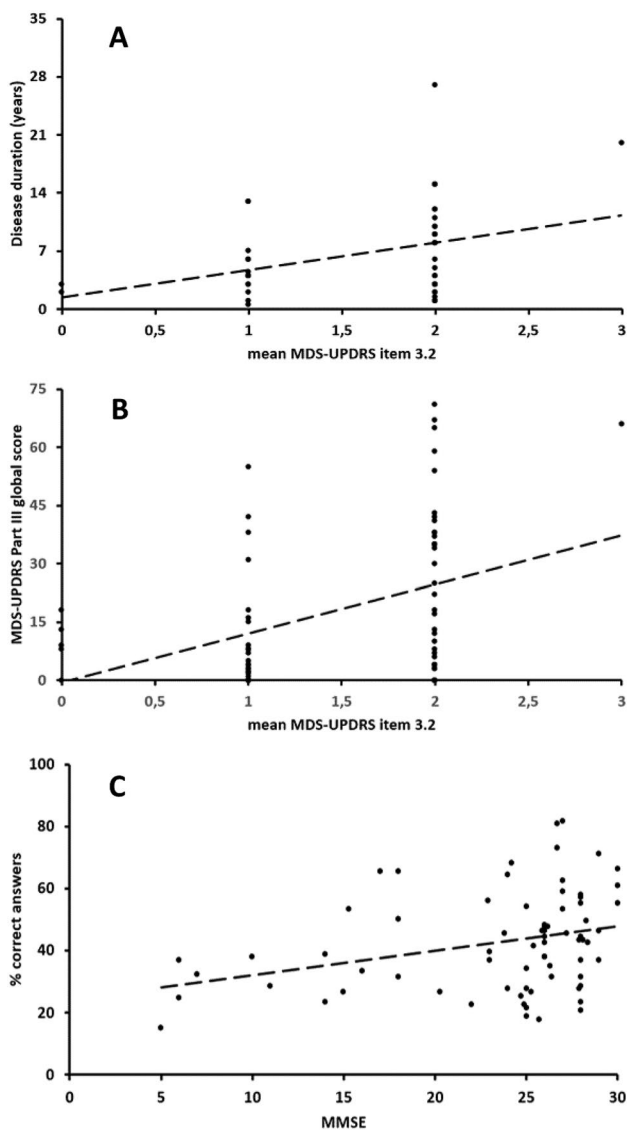 A
Disease duration (years)
35
28
21
14
7
0
0 0,5 1 1,5 2 2,5 3
mean MDS-UPDRS item 3.2
B
MDS-UPDRS Part III global score
75
60
45
30
15
0
0 0,5 1 1,5 2 2,5 3
mean MDS-UPDRS item 3.2
C
% correct answers
100
80
60
40
20
0
0 5 10 15 20 25 30
MMSE